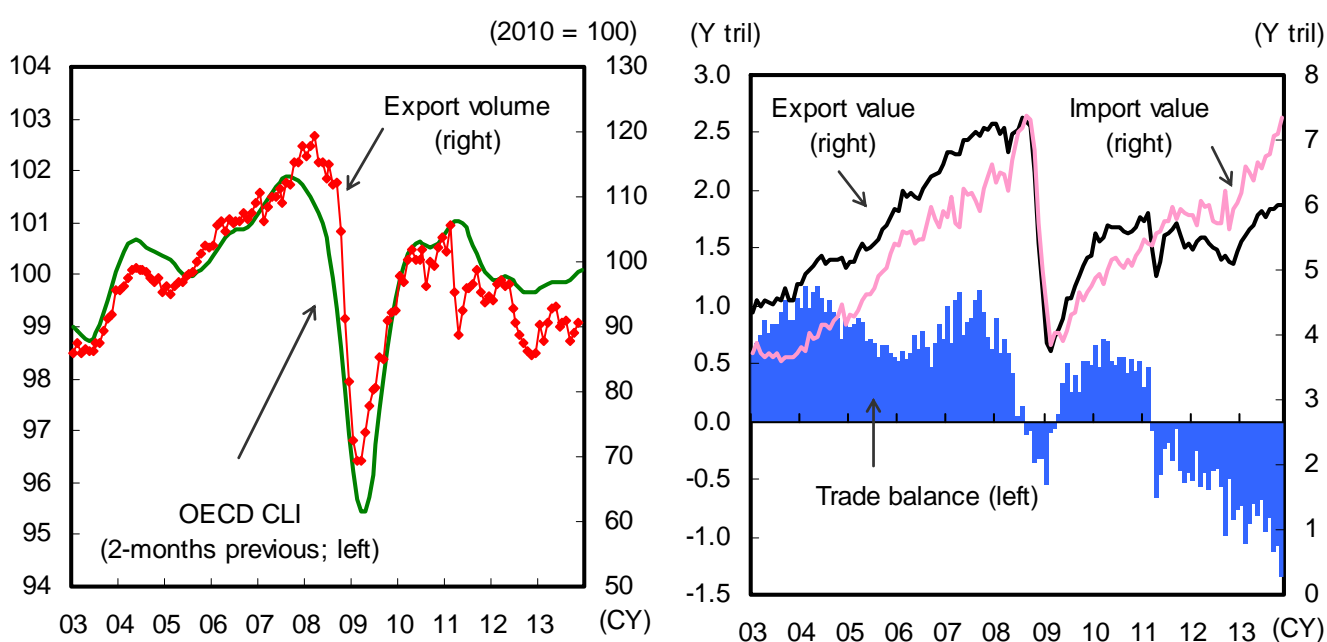 (2010 = 100)
104
103
102
101
100
99
98
97
96
95
94
130
120
110
100
90
80
70
60
50
Export volume
(right)
OECD CLI
(2-months previous; left)
03 04 05 06 07 08 09 10 11 12 13 (CY)
(Y tril)
(Y tril)
3.0
2.5
2.0
1.5
1.0
0.5
0.0
-0.5
-1.0
-1.5
8
7
6
5
4
3
2
1
0
Export value
(right)
Import value
(right)
Trade balance (left)
03 04 05 06 07 08 09 10 11 12 13 (CY)